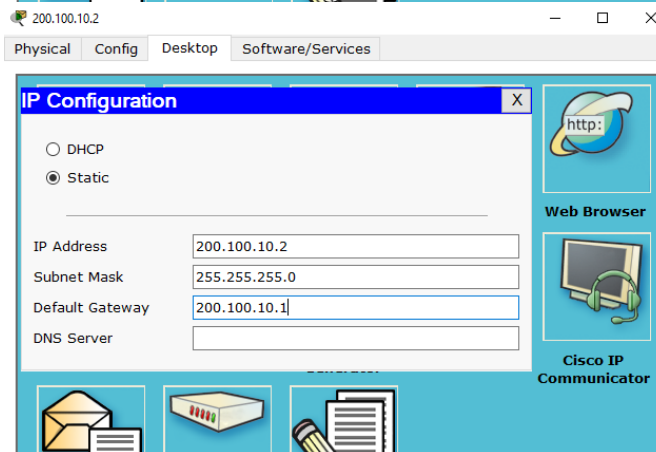 200.100.10.2
Physical Config Desktop Software/Services
IP Configuration X
http:
DHCP
Static
Web Browser
IP Address 200.100.10.2
Subnet Mask 255.255.255.0
Default Gateway 200.100.10.1
DNS Server
Cisco IP
Communicator